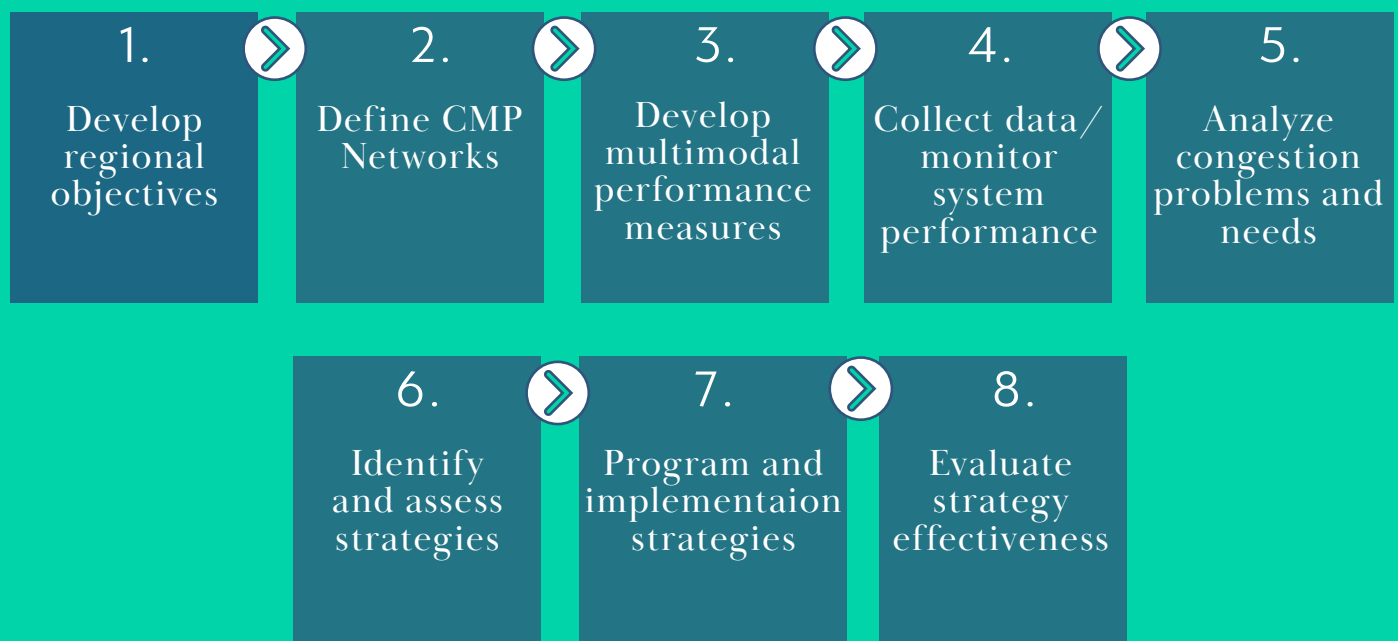 1.
Develop
regional
objectives
2.
Define CMP
Networks
3.
Develop
multimodal
performance
measures
4.
Collect data/
monitor
system
performance
5.
Analyze
congestion
problems and
needs
6.
Identify
and assess
strategies
7.
Program and
implementaion
strategies
8.
Evaluate
strategy
effectiveness